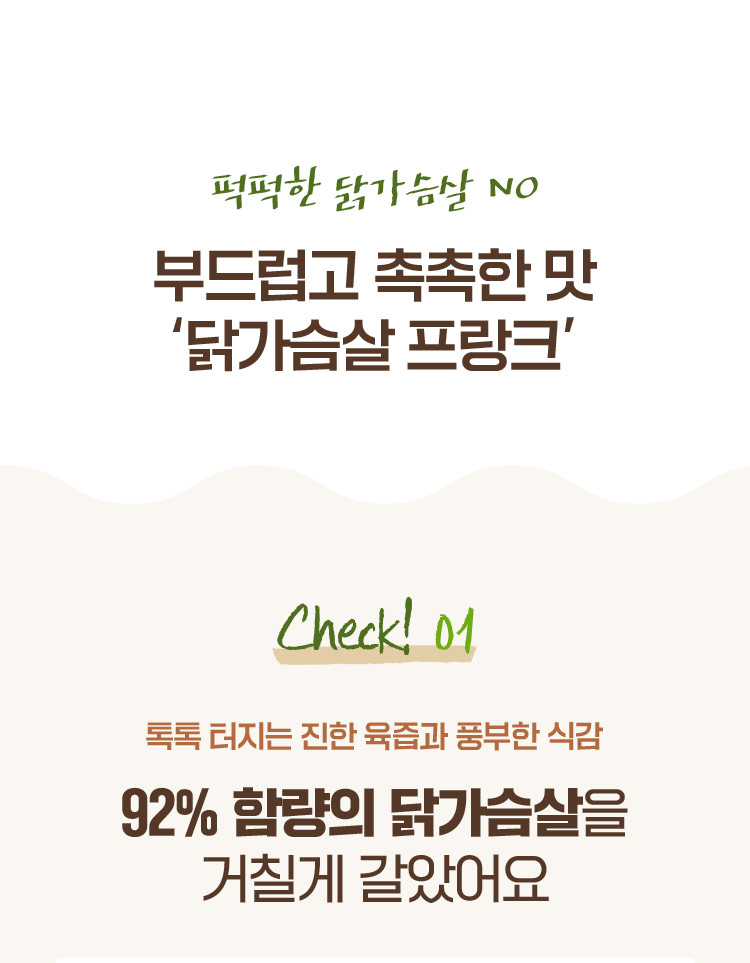 퍽퍽한 닭가슴살 NO
부드럽고 촉촉한 맛
‘닭가슴살 프랑크’
Check! 01
톡톡 터지는 진한 육즙과 풍부한 식감
92% 함량의 닭가슴살을
거칠게 갈았어요